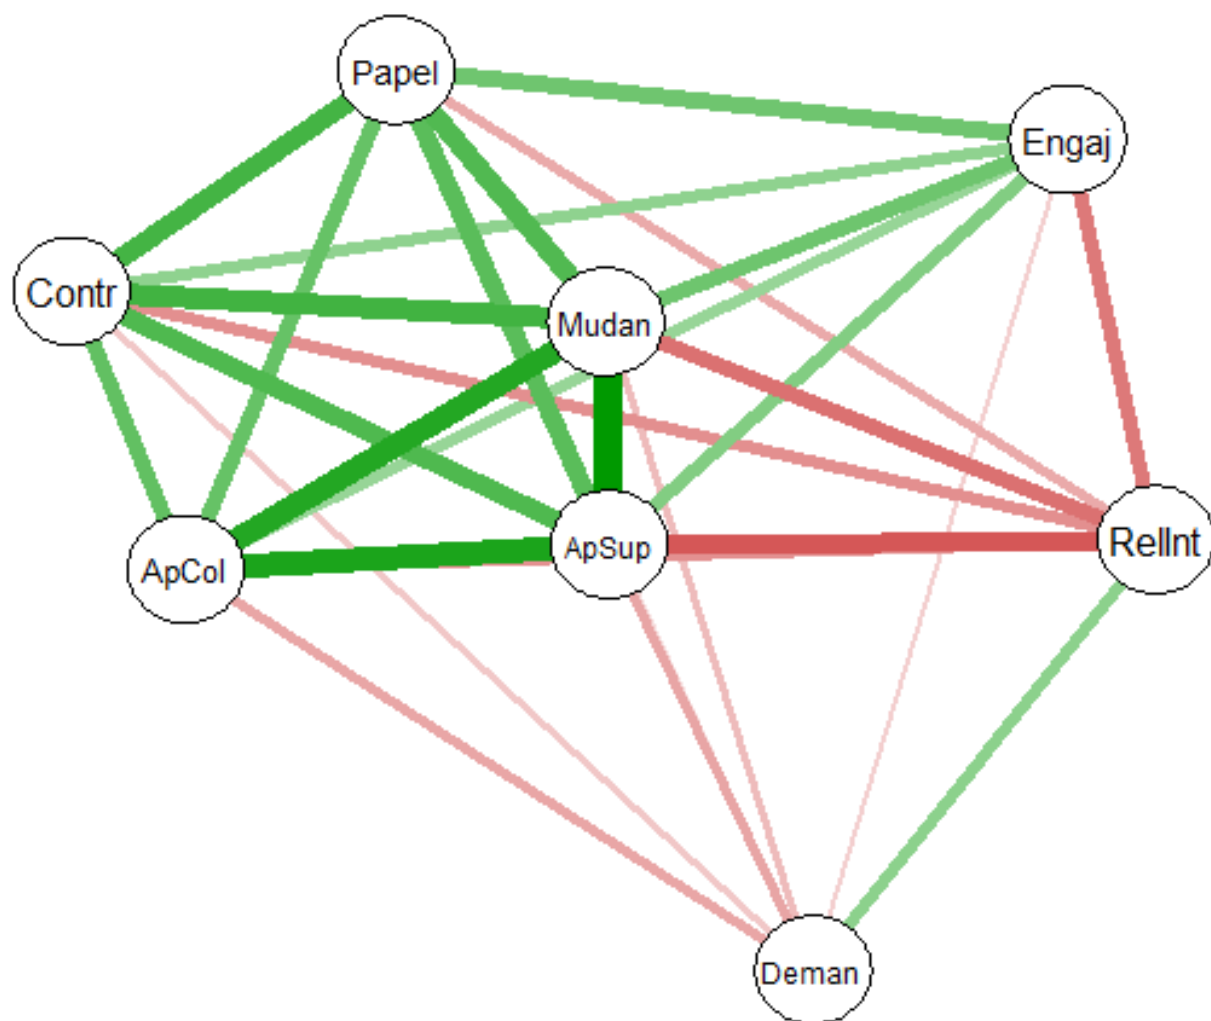 Papel
Engaj
Contr
Mudan
ApCol
ApSup
RelInt
Deman